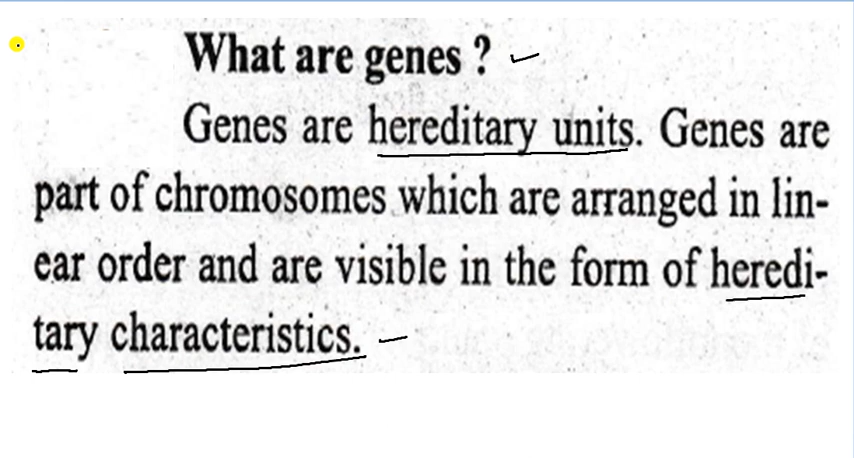 What are genes ?
Genes are hereditary units. Genes are
part of chromosomes which are arranged in lin-
ear order and are visible in the form of heredi-
tary characteristics.